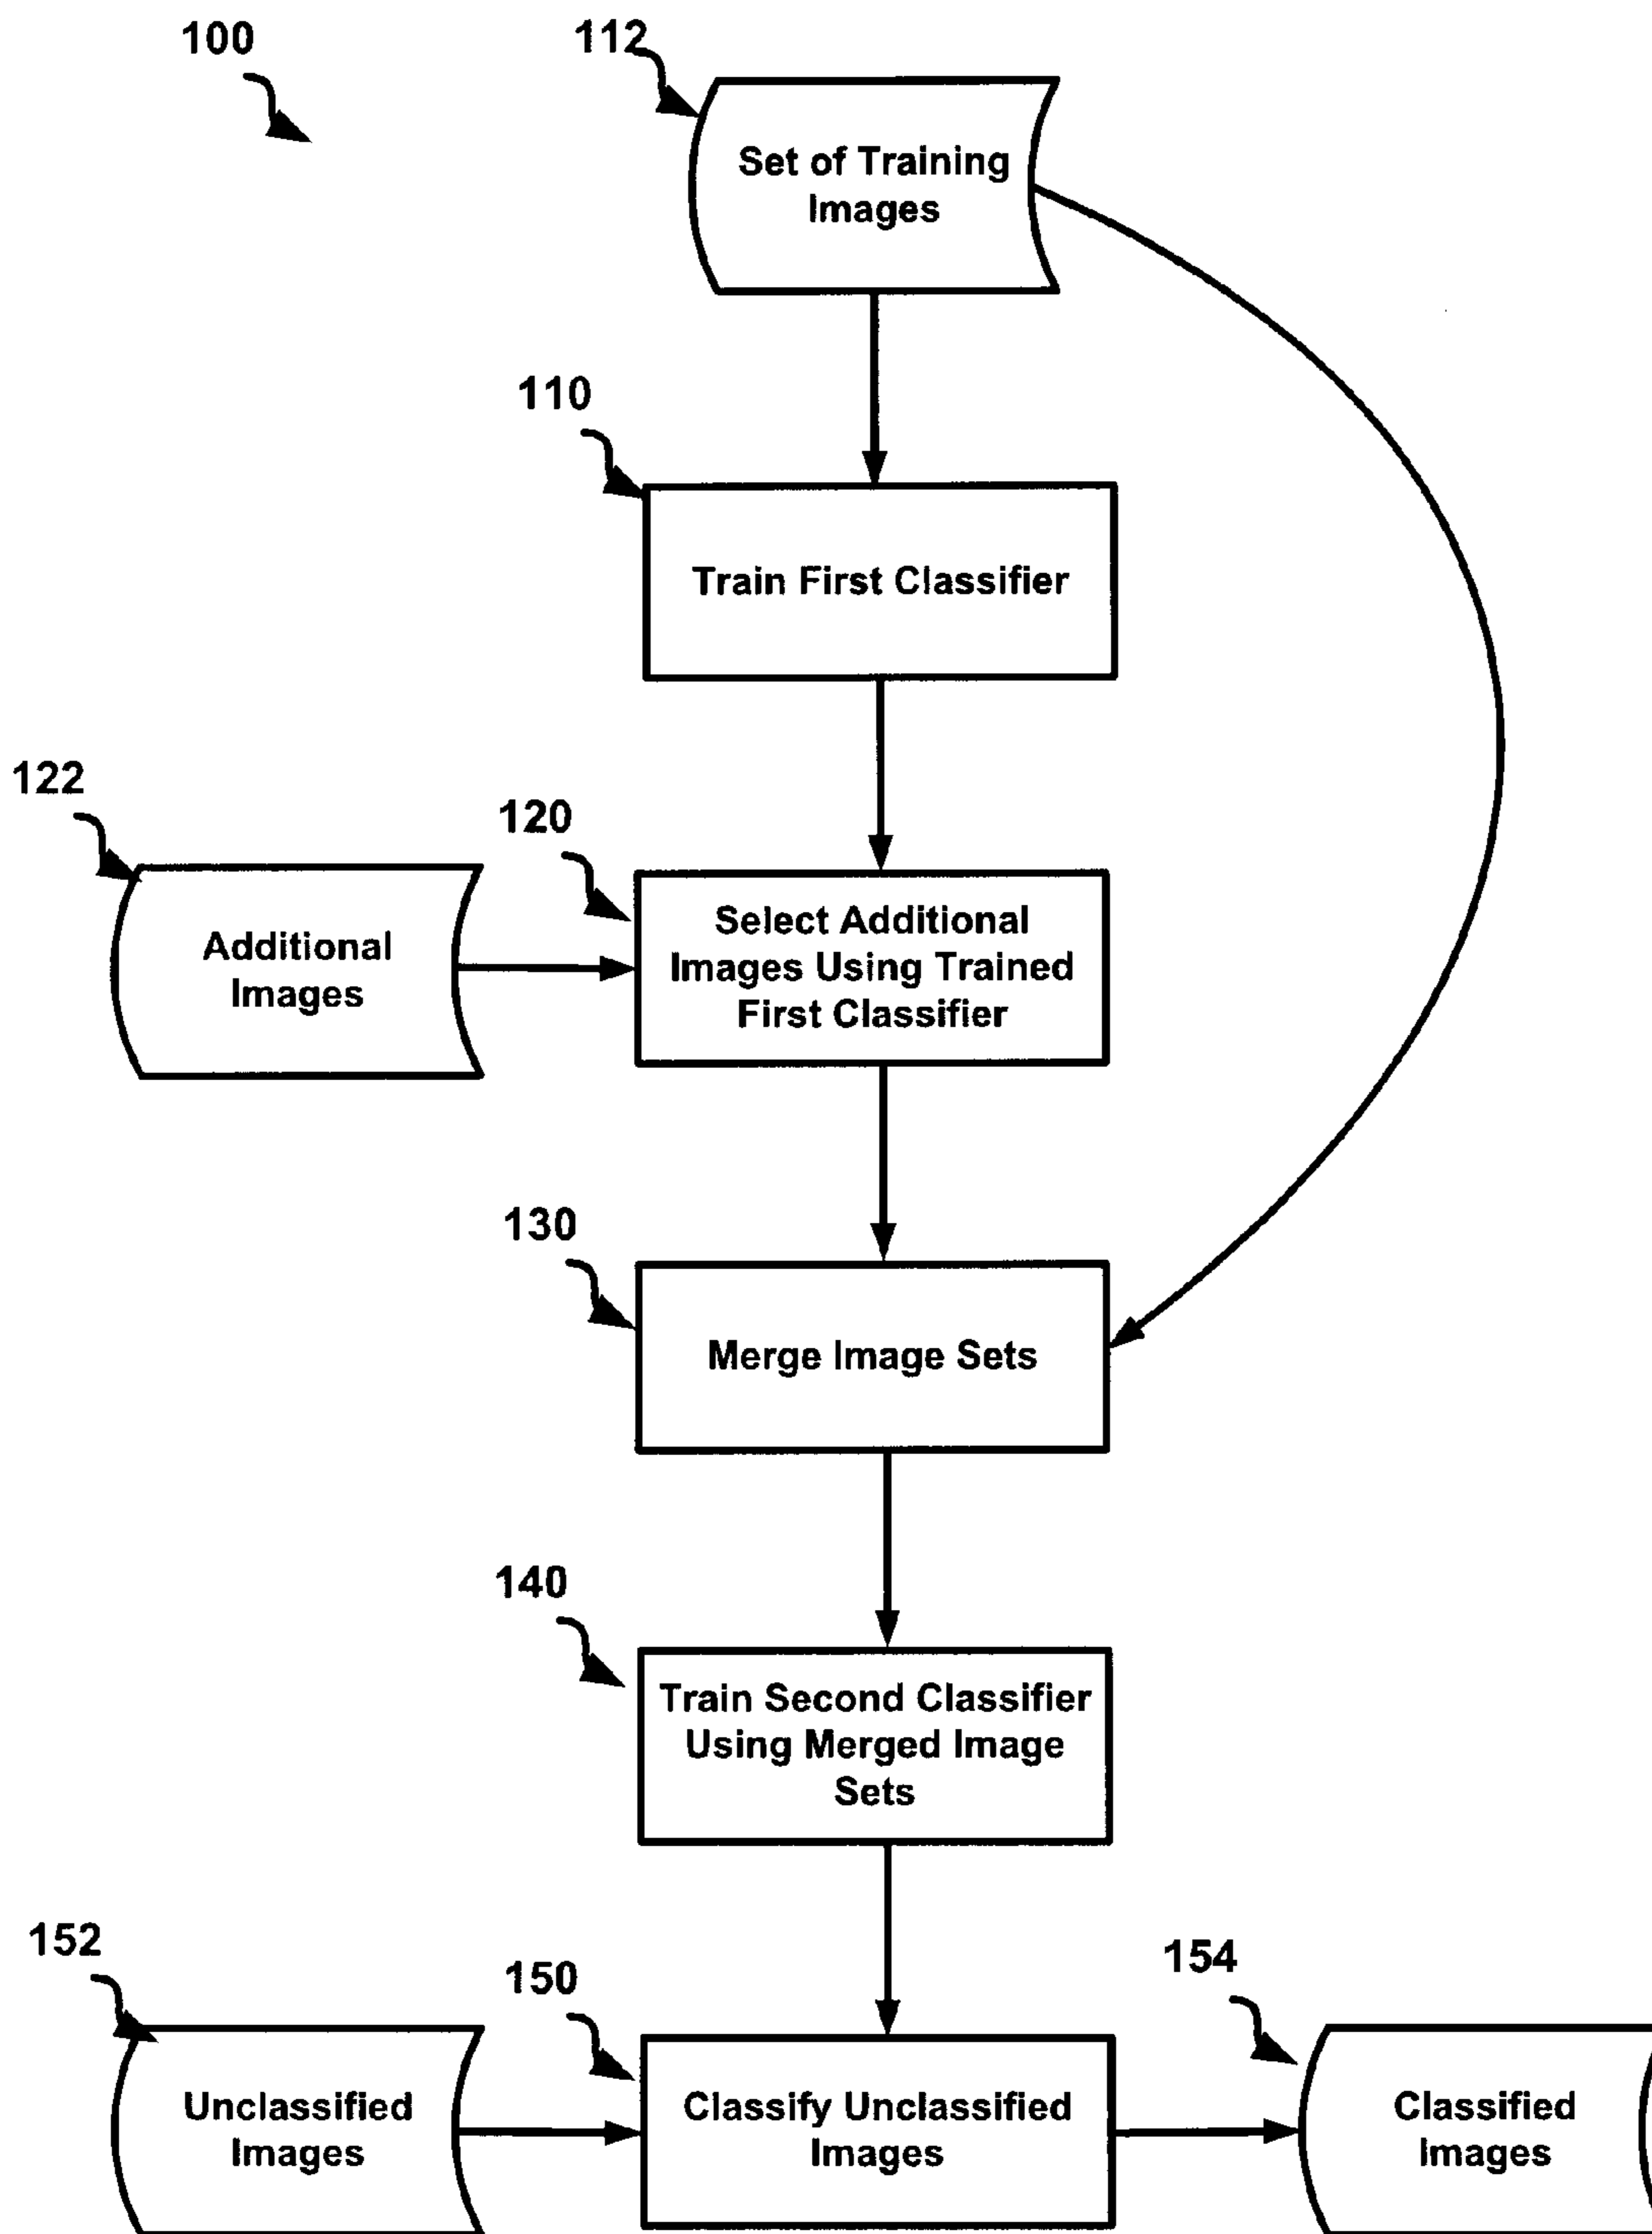 100
112
Set of Training
Images
110
Train First Classifier
122
120
Additional
Images
Select Additional
Images Using Trained
First Classifier
130
Merge Image Sets
140
Train Second Classifier
Using Merged Image
Sets
152
150
154
Unclassified
Images
Classify Unclassified
Images
Classified
Images